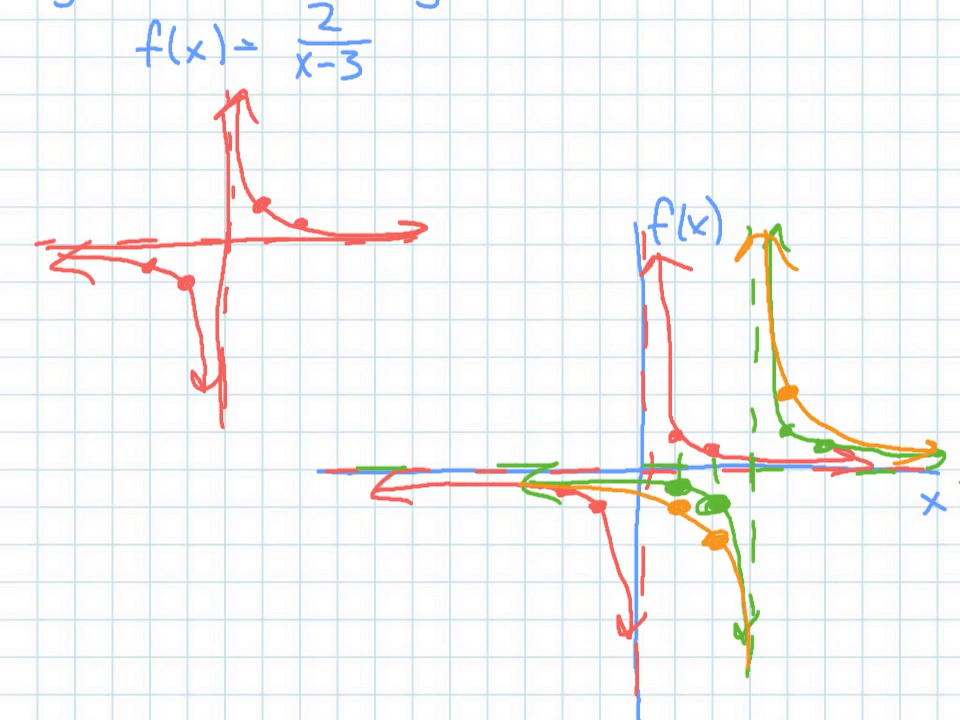 f(x) = 2/(x-3)
f(x)
x